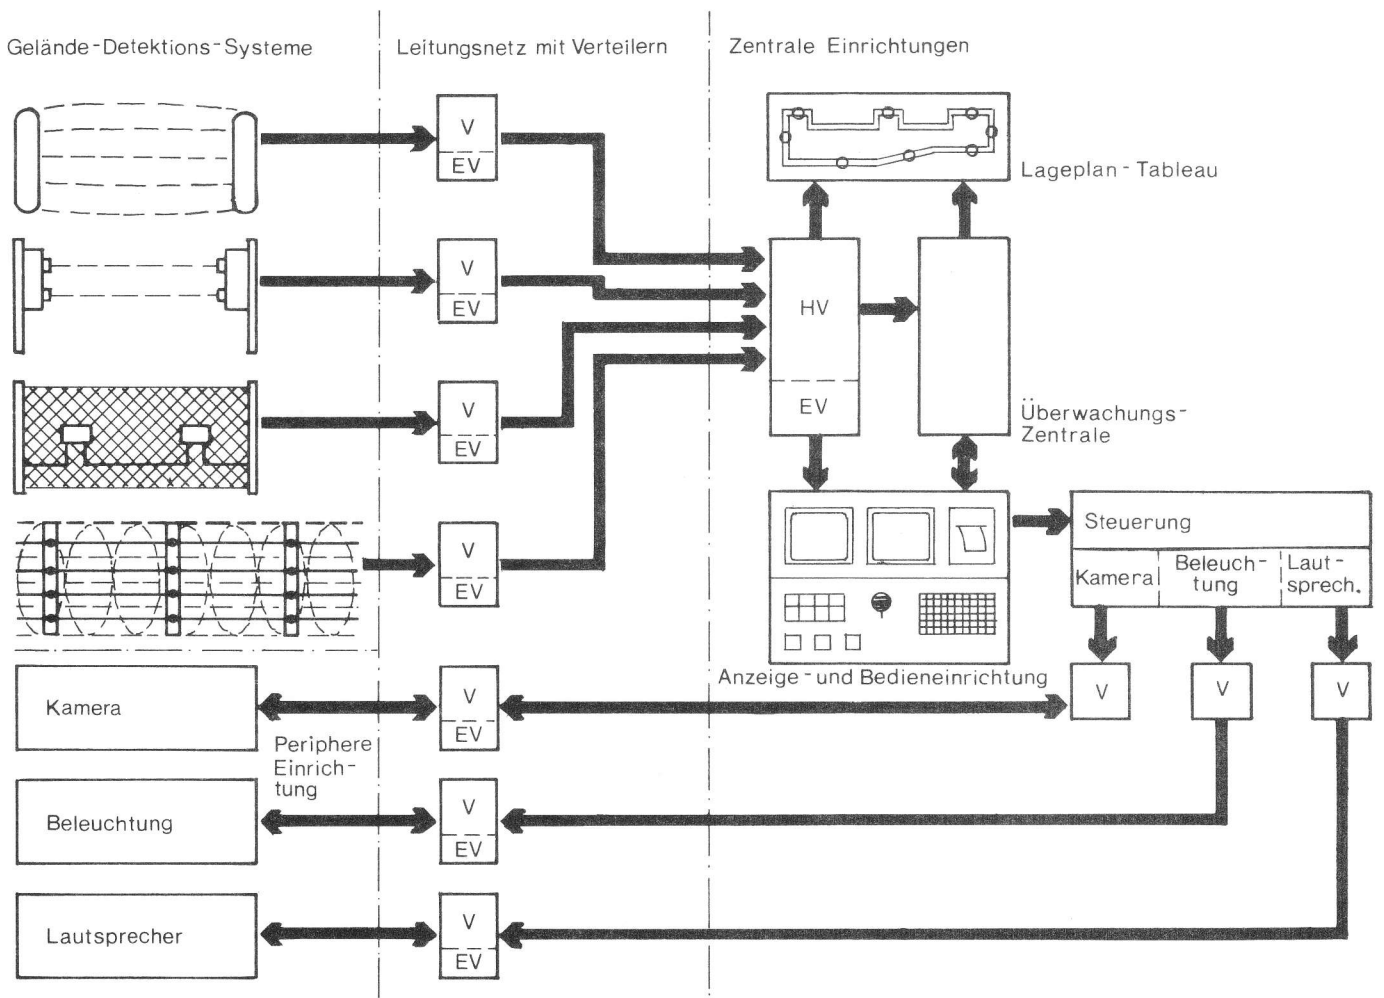 Gelände-Detektions-Systeme
Leitungsnetz mit Verteilern
Zentrale Einrichtungen
V
EV
Lageplan-Tableau
V
EV
HV
EV
V
EV
Überwachungs-
Zentrale
V
EV
Steuerung
Kamera
Beleuch-
tung
Laut-
sprech.
Anzeige- und Bedieneinrichtung
Kamera
V
EV
V
V
V
Periphere
Einrich-
tung
Beleuchtung
V
EV
Lautsprecher
V
EV